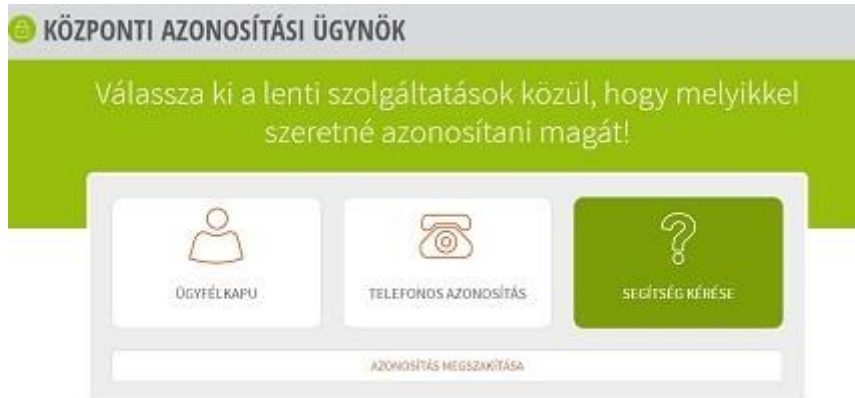 KÖZPONTI AZONOSÍTÁSI ÜGYNÖK
Válassza ki a lenti szolgáltatások közül, hogy melyikkel
szeretné azonosítani magát!
ÜGYFÉLKAPU
TELEFONOS AZONOSÍTÁS
SEGÍTSÉG KÉRÉSE
AZONOSÍTÁS MEGSZAKÍTÁSA